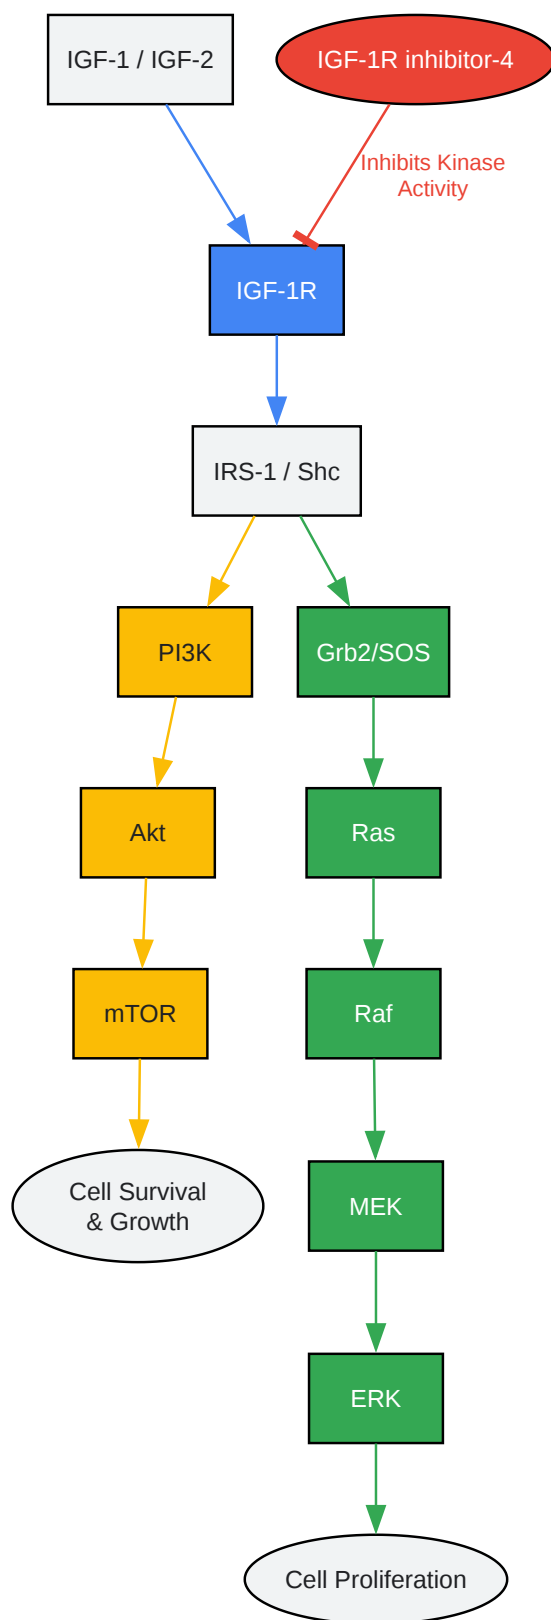 IGF-1 / IGF-2
IGF-1R inhibitor-4
Inhibits Kinase
Activity
IGF-1R
IRS-1 / Shc
PI3K
Grb2/SOS
Akt
Ras
mTOR
Raf
Cell Survival
& Growth
MEK
ERK
Cell Proliferation